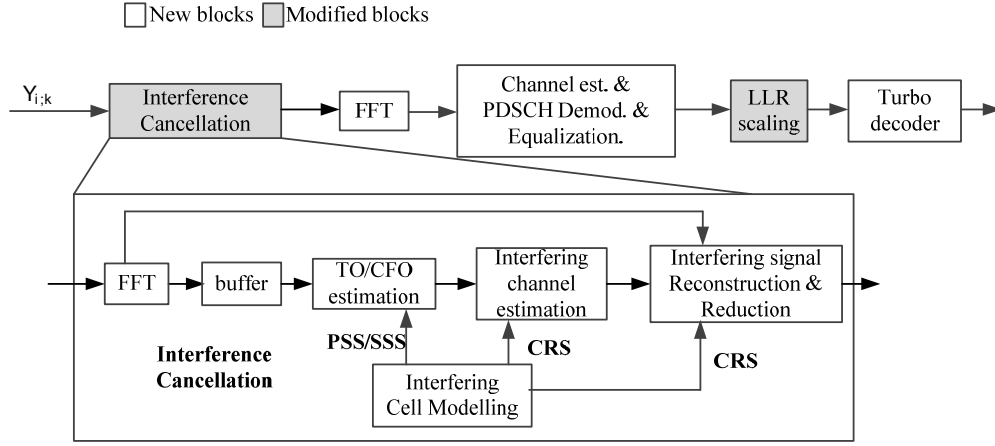 New blocks
Modified blocks
Y i;k
Interference
Cancellation
FFT
Channel est. &
PDSCH Demod. &
Equalization.
LLR
scaling
Turbo
decoder
FFT
buffer
TO/CFO
estimation
Interfering
channel
estimation
Interfering signal
Reconstruction &
Reduction
PSS/SSS
CRS
CRS
Interference
Cancellation
Interfering
Cell Modelling